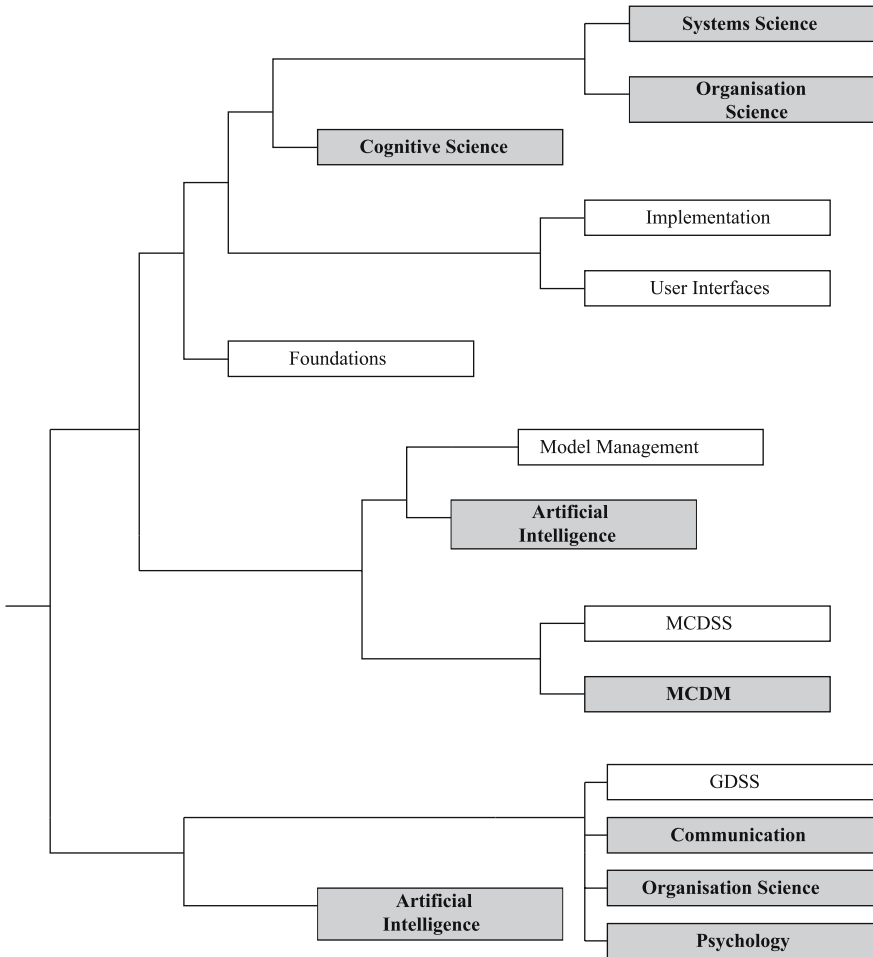 Systems Science
Organisation
Science
Cognitive Science
Implementation
User Interfaces
Foundations
Model Management
Artificial
Intelligence
MCDSS
MCDM
GDSS
Communication
Organisation Science
Artificial
Intelligence
Psychology